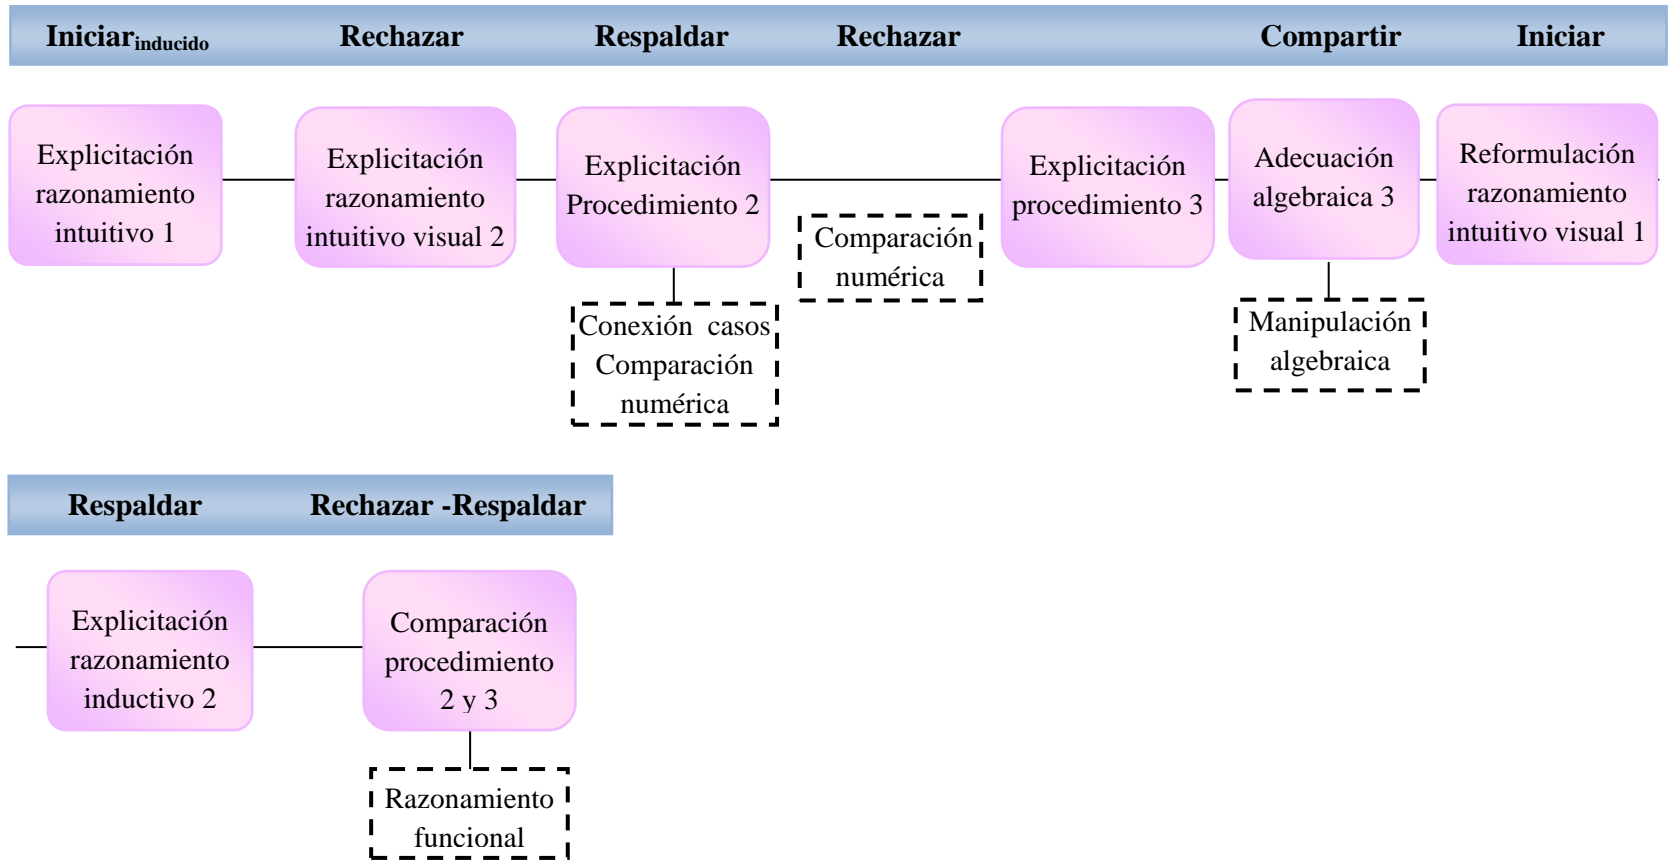 Iniciar inducido Rechazar Respaldar Rechazar Compartir Iniciar
Explicitación
razonamiento
intuitivo 1
Explicitación
razonamiento
intuitivo visual 2
Explicitación
Procedimiento 2
Conexión casos
Comparación
numérica
Comparación
numérica
Explicitación
procedimiento 3
Adecuación
algebraica 3
Manipulación
algebraica
Reformulación
razonamiento
intuitivo visual 1
Respaldar Rechazar -Respaldar
Explicitación
razonamiento
inductivo 2
Comparación
procedimiento
2 y 3
Razonamiento
funcional